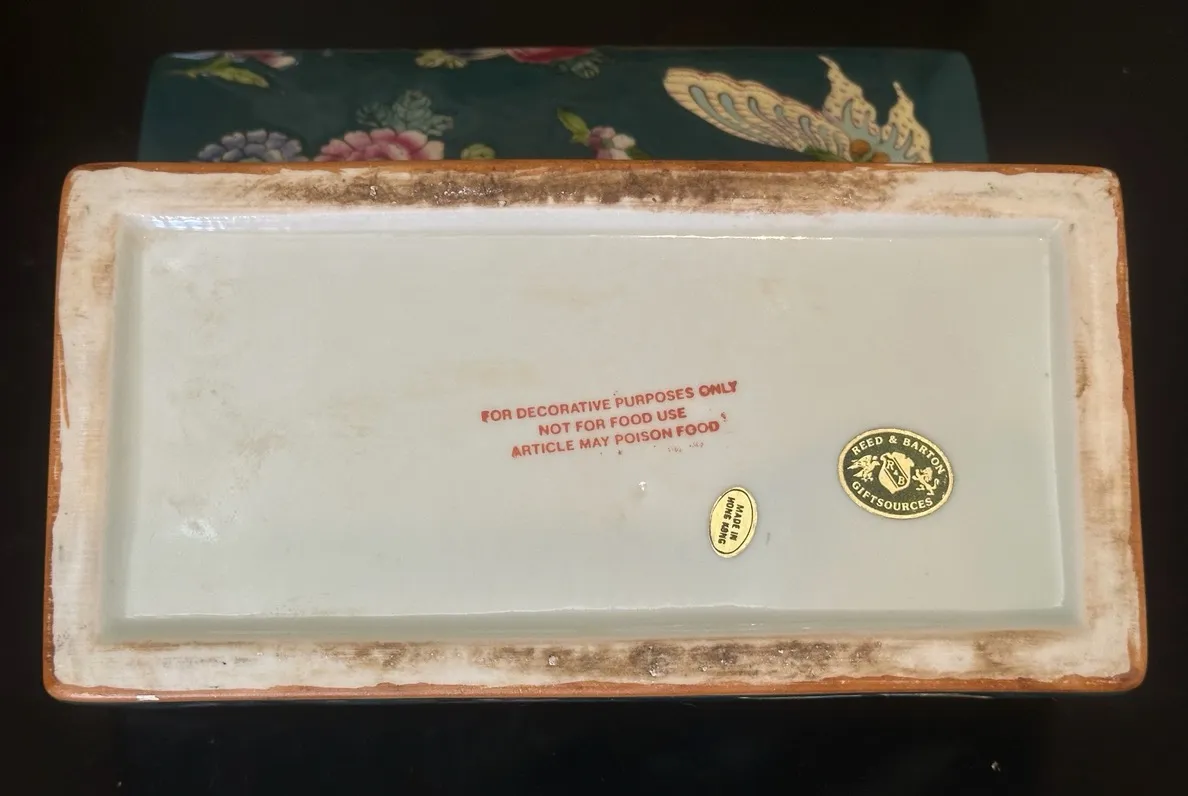 FOR DECORATIVE PURPOSES ONLY
NOT FOR FOOD USE
ARTICLE MAY POISON FOOD
REED & BARTON
R & B
GIFTSOURCES
MADE IN
HONG KONG